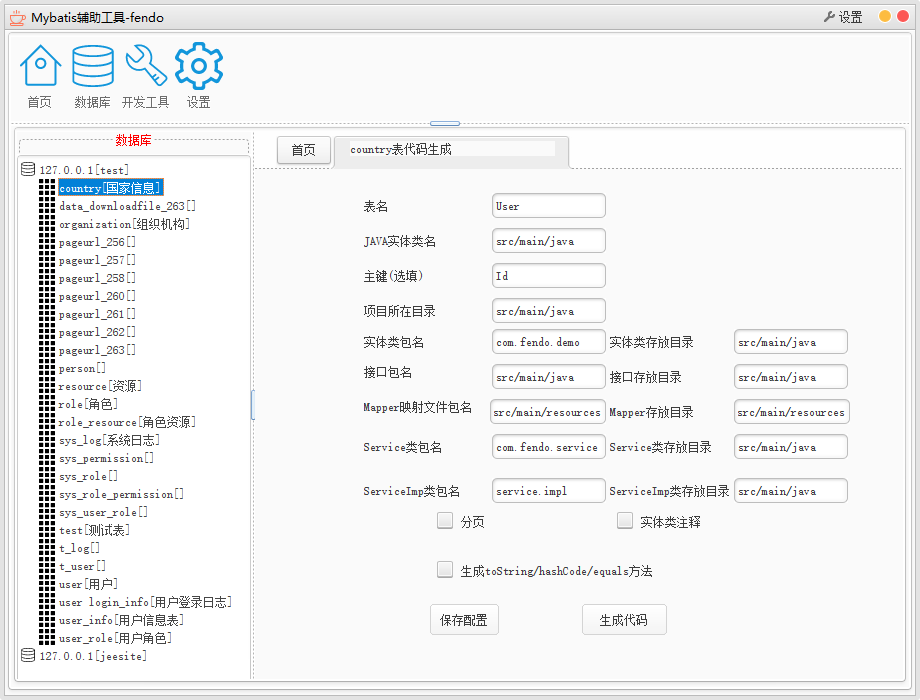 Mybatis辅助工具-fendo
设置
首页 数据库 开发工具 设置
数据库
127.0.0.1[test]
country[国家信息]
data_downloadfile_263[]
organization[组织机构]
pageurl_256[]
pageurl_257[]
pageurl_258[]
pageurl_260[]
pageurl_261[]
pageurl_262[]
pageurl_263[]
person[]
resource[资源]
role[角色]
role_resource[角色资源]
sys_log[系统日志]
sys_permission[]
sys_role[]
sys_role_permission[]
sys_user_role[]
test[测试表]
t_log[]
t_user[]
user[用户]
user login_info[用户登录日志]
user_info[用户信息表]
user_role[用户角色]
127.0.0.1[jeesite]
首页 country表代码生成
表名 User
JAVA实体类名 src/main/java
主键(选填) Id
项目所在目录 src/main/java
实体类包名 com.fendo.demo 实体类存放目录 src/main/java
接口包名 src/main/java 接口存放目录 src/main/java
Mapper映射文件包名 src/main/resources Mapper存放目录 src/main/resources
Service类包名 com.fendo.service Service类存放目录 src/main/java
ServiceImp类包名 service.impl ServiceImp类存放目录 src/main/java
分页 实体类注释
生成toString/hashCode/equals方法
保存配置 生成代码